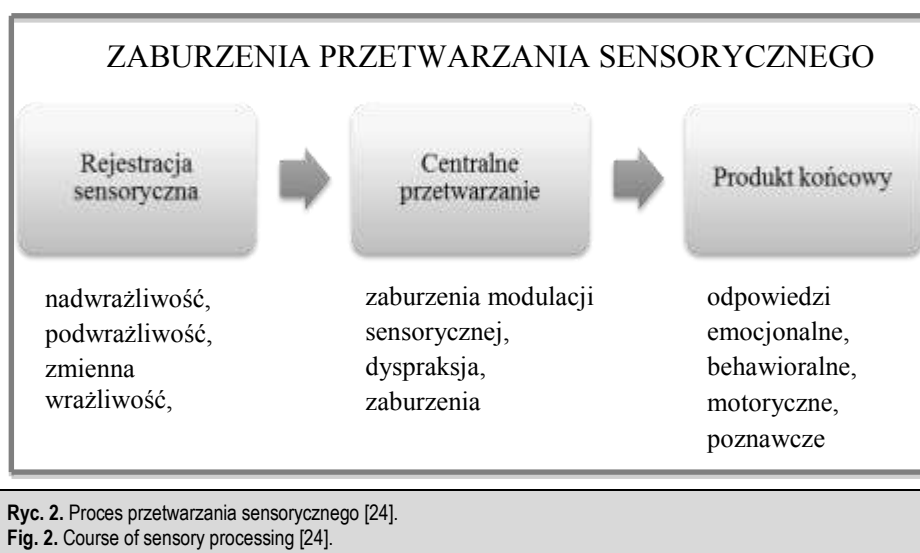 ZABURZENIA PRZETWARZANIA SENSORYCZNEGO
Rejestracja
sensoryczna
Centralne
przetwarzanie
Produkt końcowy
nadwrażliwość,
podwrażliwość,
zmienna
wrażliwość,
zaburzenia modulacji
sensorycznej,
dyspraksja,
zaburzenia
odpowiedzi
emocjonalne,
behawioralne,
motoryczne,
poznawcze
Ryc. 2. Proces przetwarzania sensorycznego [24].
Fig. 2. Course of sensory processing [24].